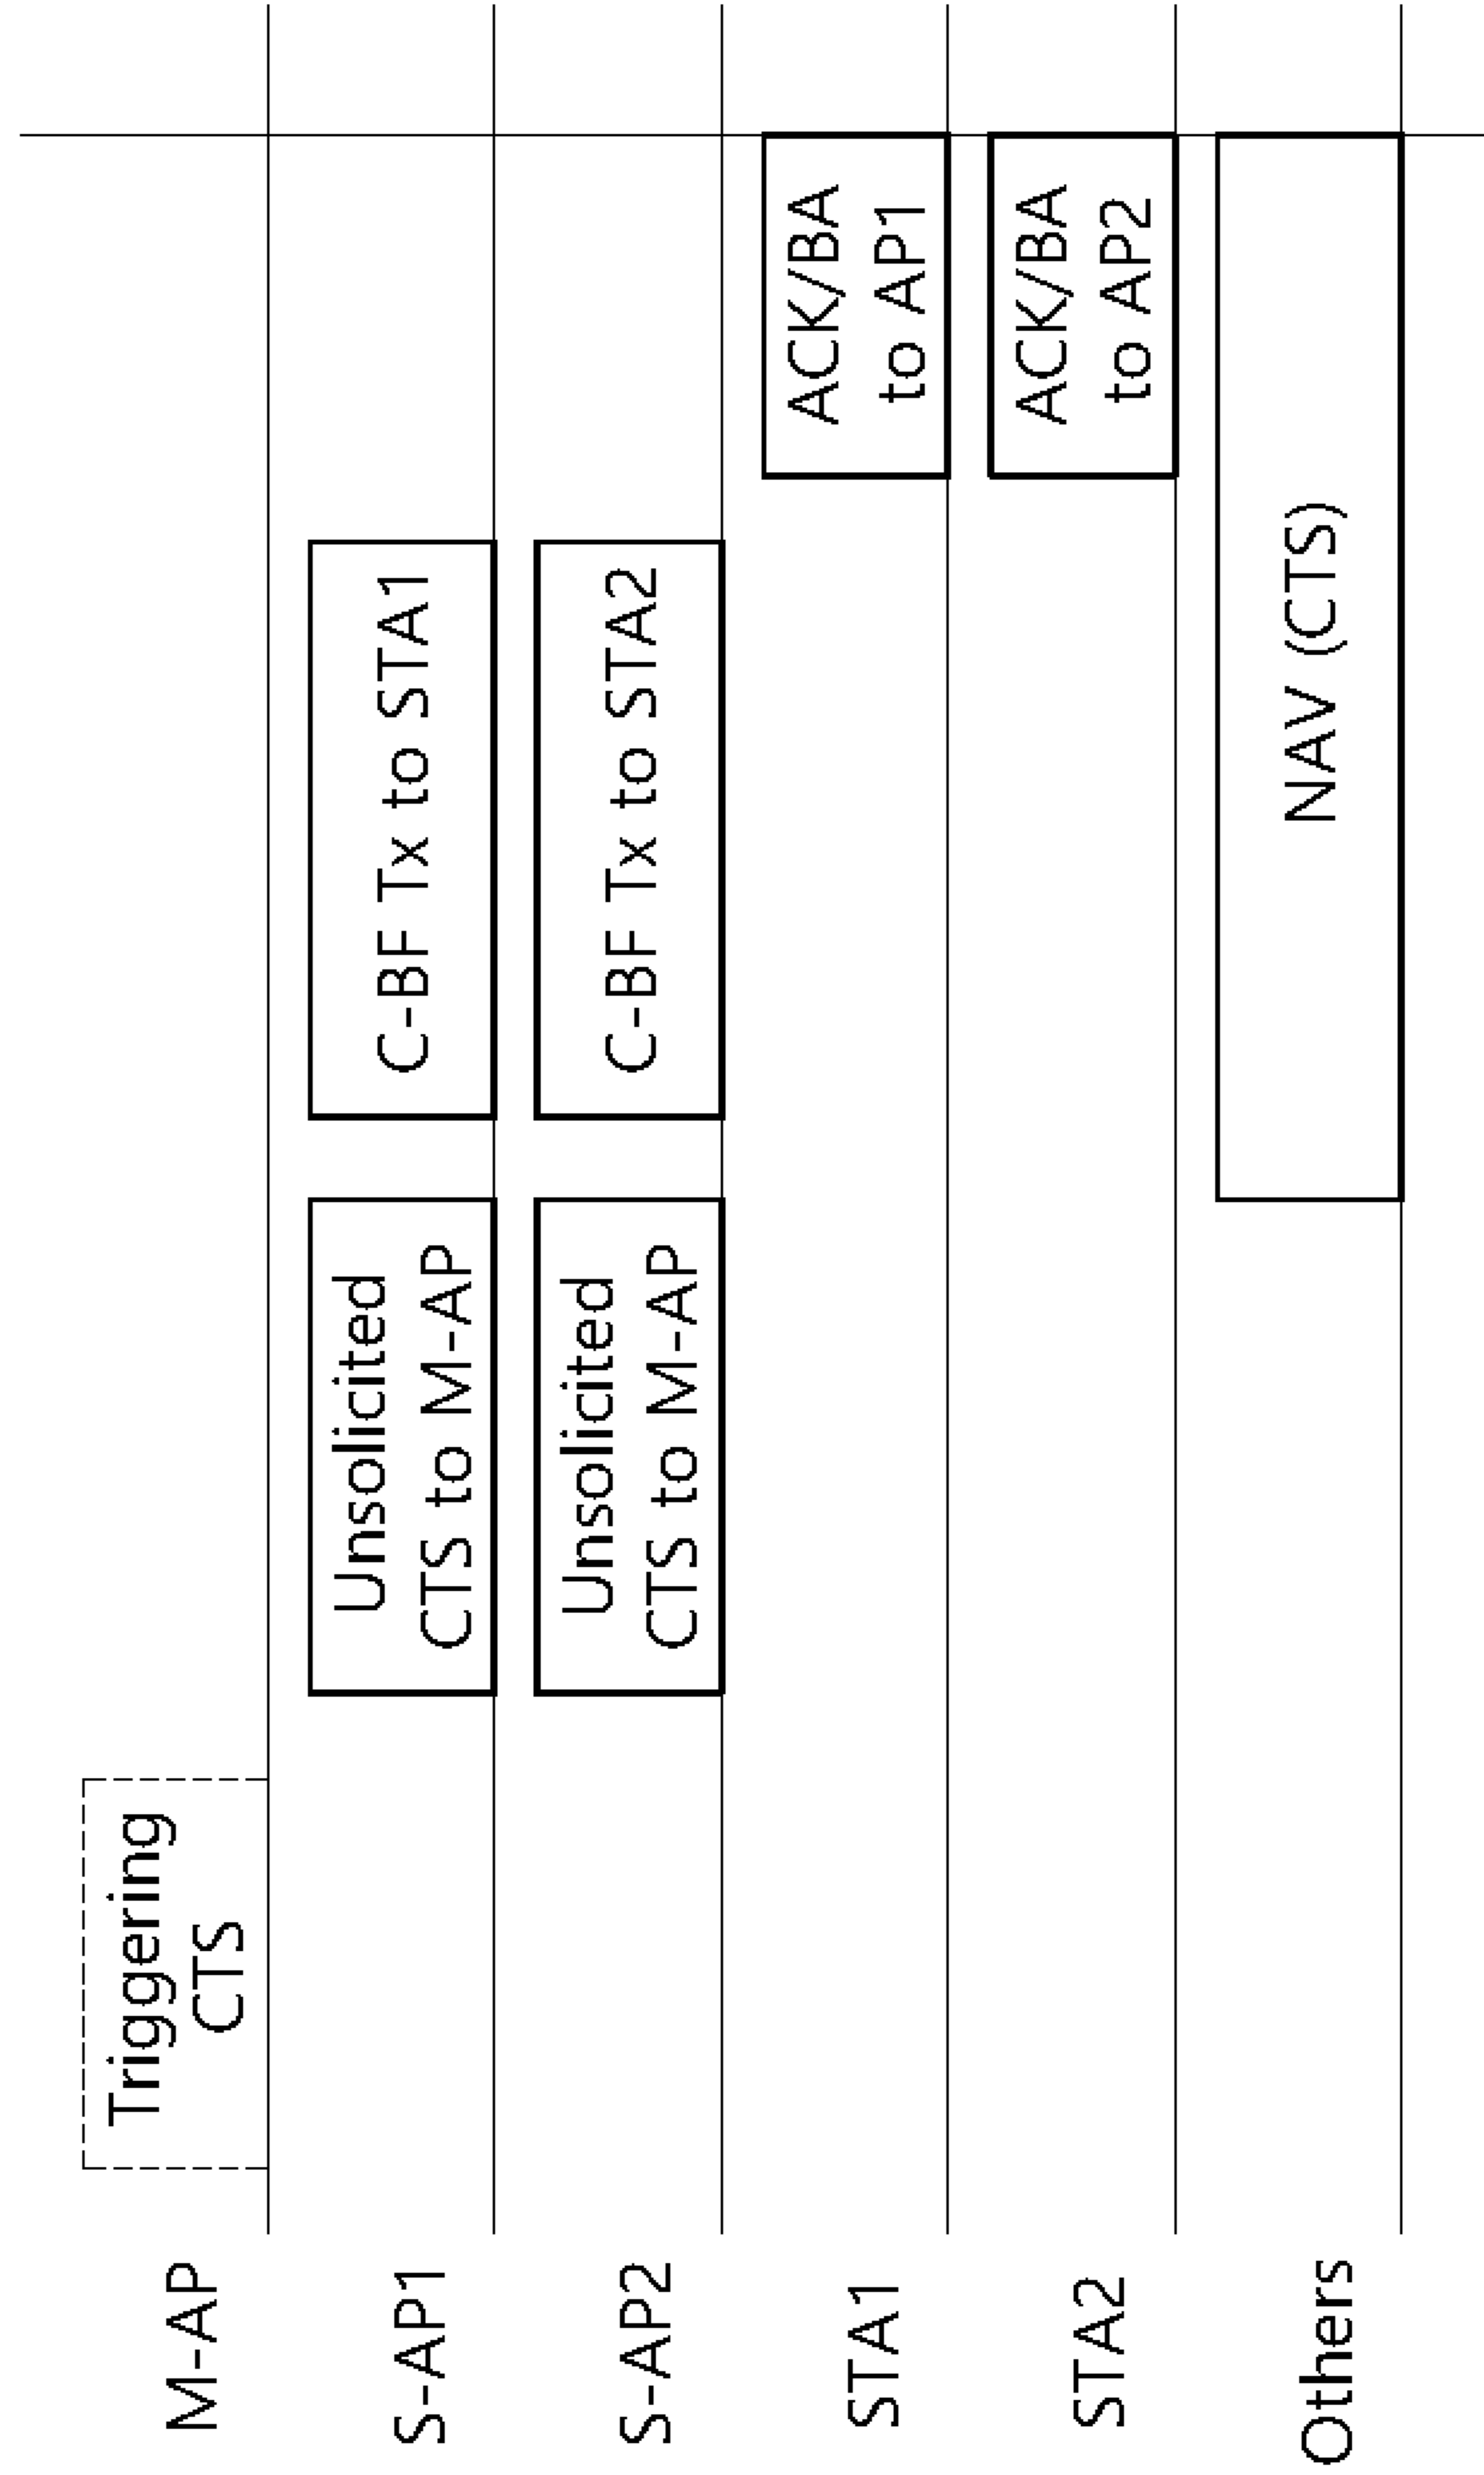 M-AP
Triggering
CTS
S-AP1
Unsolicited
CTS to M-AP
C-BF Tx to STA1
S-AP2
Unsolicited
CTS to M-AP
C-BF Tx to STA2
STA1
ACK/BA
to AP1
STA2
ACK/BA
to AP2
Others
NAV (CTS)